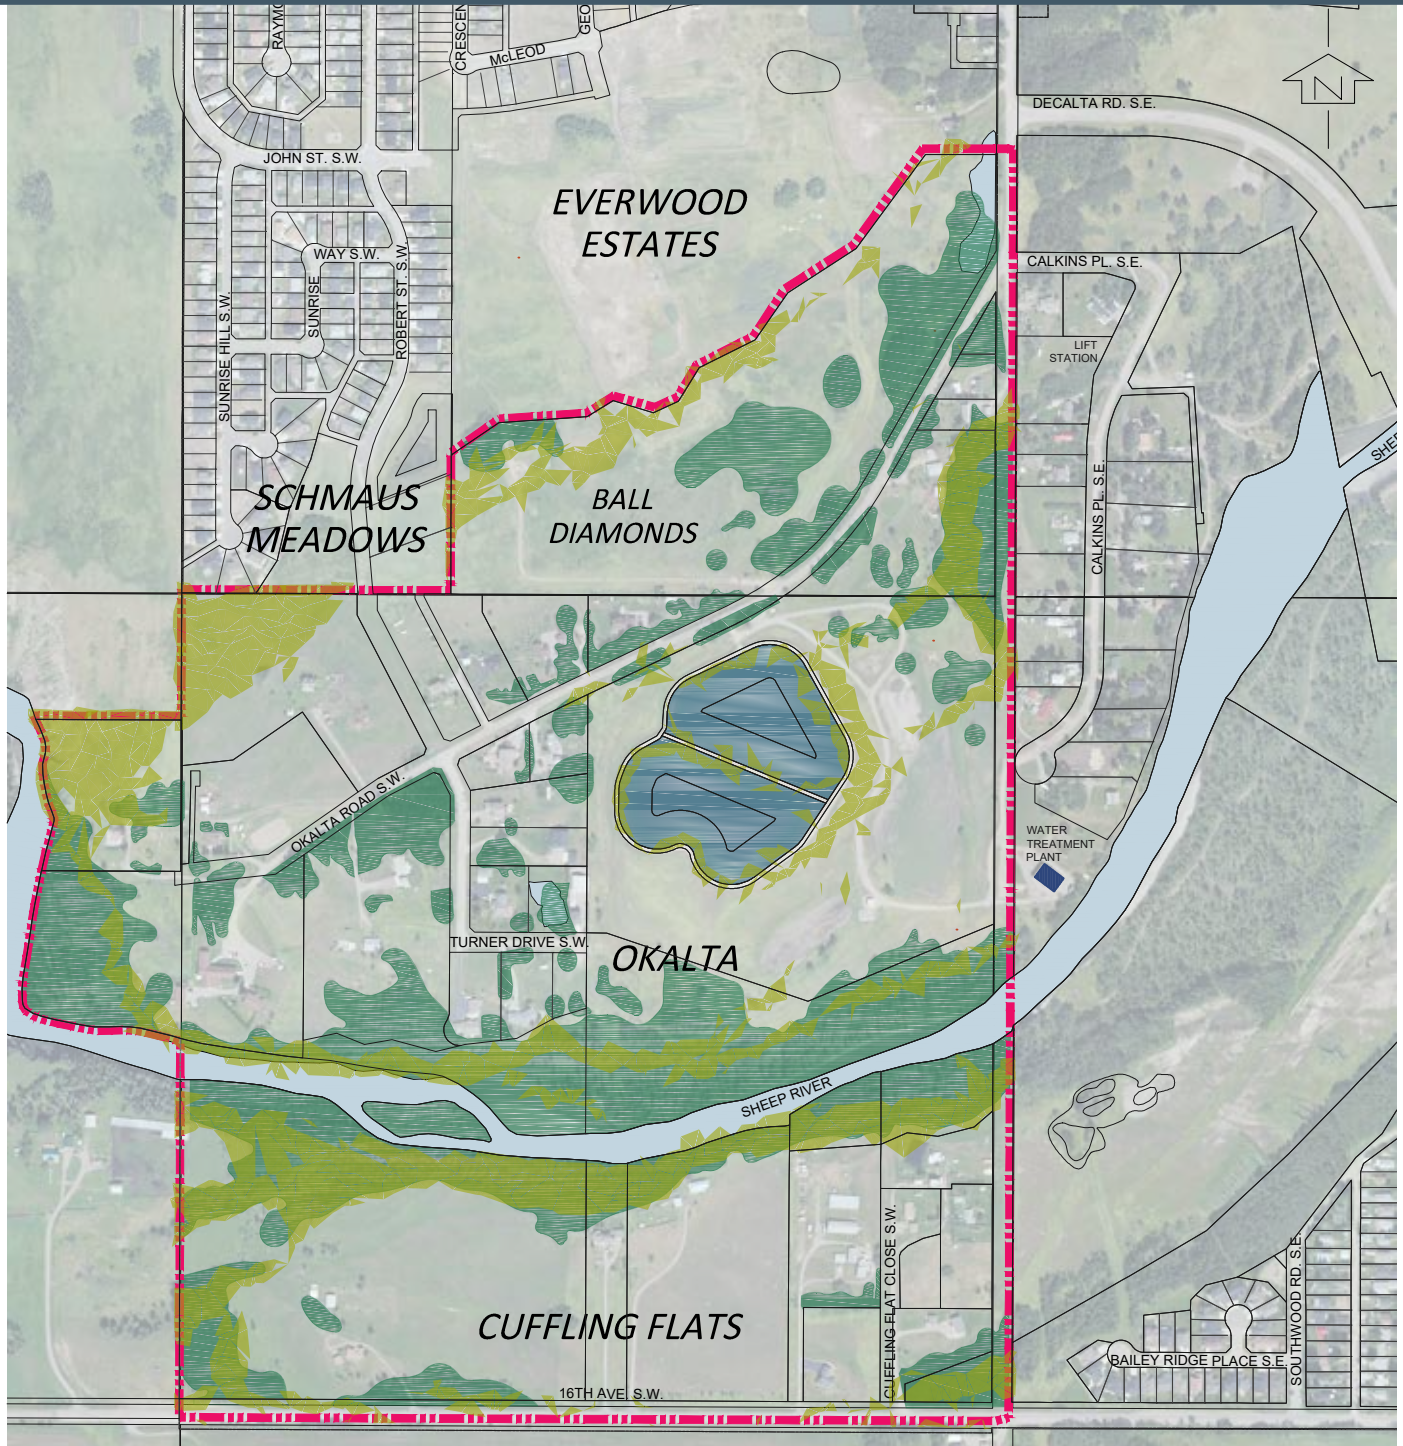 RAYMO
CRESCEN
GEO
McLEOD
N
DECALTA RD. S.E.
JOHN ST. S.W.
EVERWOOD
ESTATES
WAY S.W.
SUNRISE
ROBERT ST. S.W.
SUNRISE HILL S.W.
CALKINS PL. S.E.
LIFT
STATION
SHEE
CALKINS PL. S.E.
SCHMAUS
MEADOWS
BALL
DIAMONDS
OKALTA ROAD S.W.
WATER
TREATMENT
PLANT
TURNER DRIVE S.W.
OKALTA
SHEEP RIVER
CUFFLING FLAT CLOSE S.W.
CUFFLING FLATS
SOUTHWOOD RD. S.E.
BAILEY RIDGE PLACE S.E.
16TH AVE. S.W.